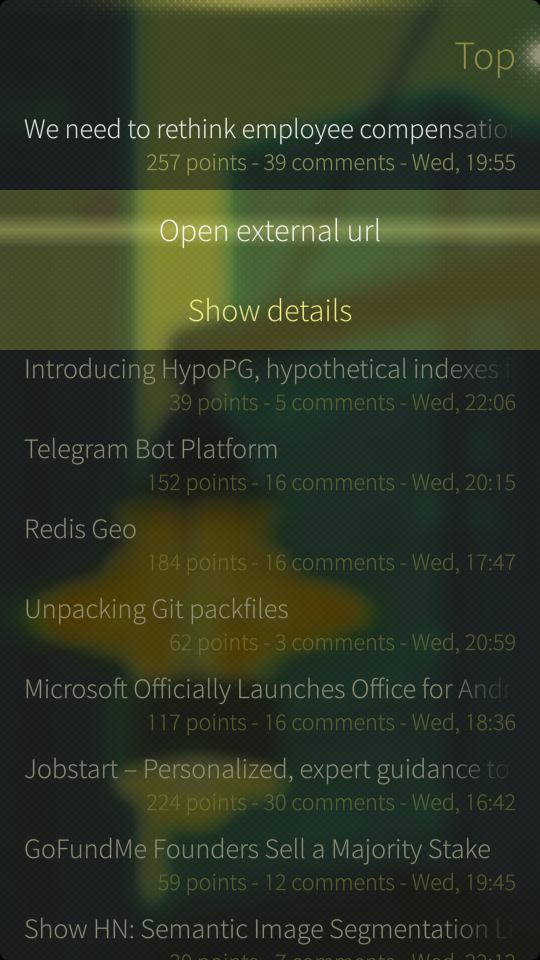 Top
We need to rethink employee compensatio
257 points - 39 comments - Wed, 19:55
Open external url
Show details
Introducing HypoPG, hypothetical indexes
39 points - 5 comments - Wed, 22:06
Telegram Bot Platform
152 points - 16 comments - Wed, 20:15
Redis Geo
184 points - 16 comments - Wed, 17:47
Unpacking Git packfiles
62 points - 3 comments - Wed, 20:59
Microsoft Officially Launches Office for Andr
117 points - 16 comments - Wed, 18:36
Jobstart – Personalized, expert guidance to
224 points - 30 comments - Wed, 16:42
GoFundMe Founders Sell a Majority Stake
59 points - 12 comments - Wed, 19:45
Show HN: Semantic Image Segmentation L